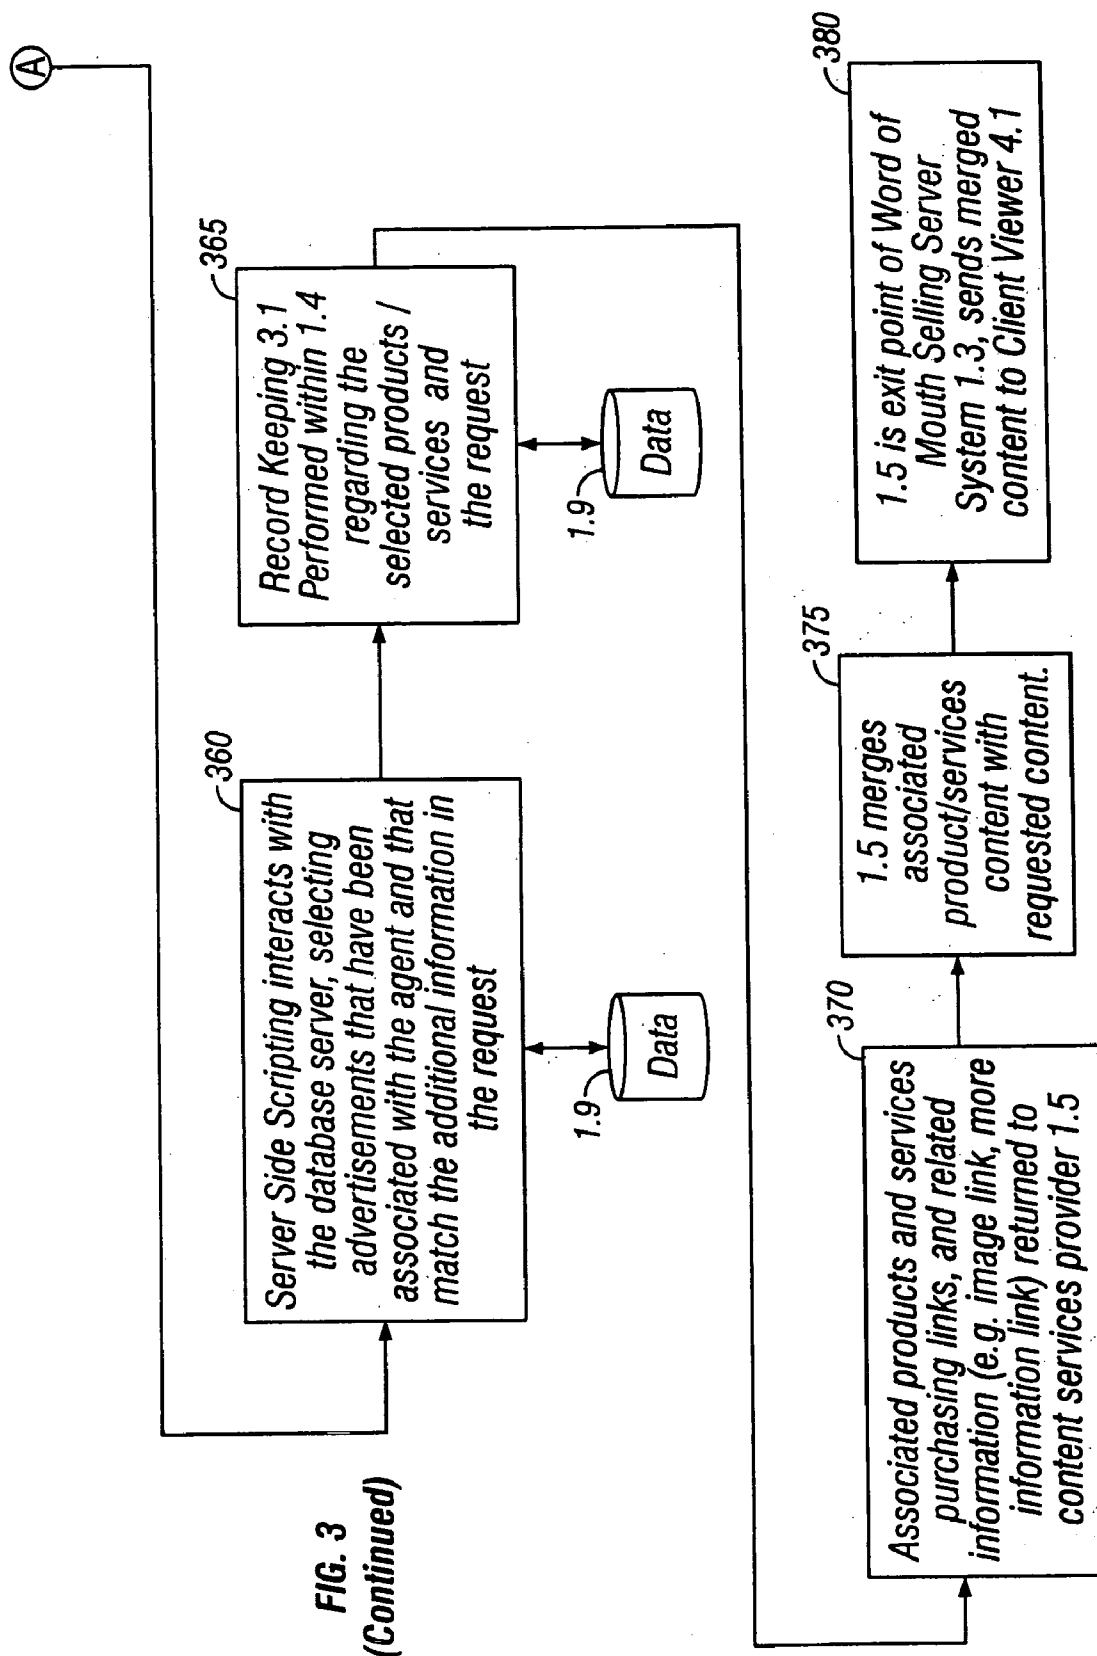 A
360
Server Side Scripting interacts with
the database server, selecting
advertisements that have been
associated with the agent and that
match the additional information in
the request
1.9
Data
365
Record Keeping 3.1
Performed within 1.4
regarding the
selected products /
services and
the request
1.9
Data
370
Associated products and services
purchasing links, and related
information (e.g. image link, more
information link) returned to
content services provider 1.5
375
1.5 merges
associated
product/services
content with
requested content.
380
1.5 is exit point of Word of
Mouth Selling Server
System 1.3, sends merged
content to Client Viewer 4.1
FIG. 3
(Continued)